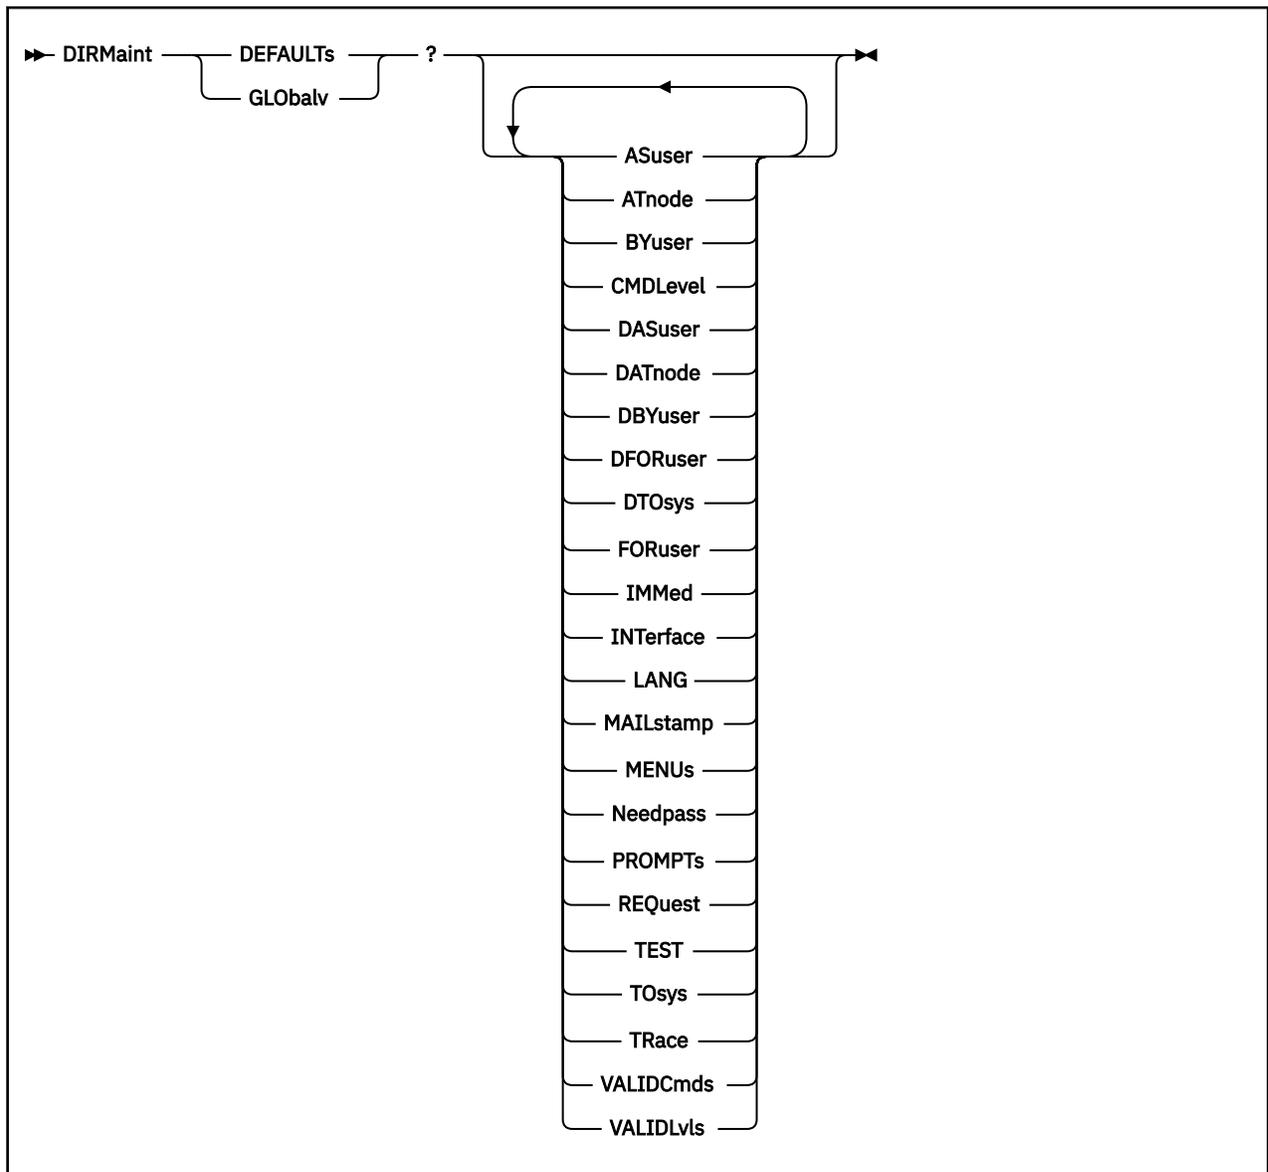 DIRMaint DEFAULTs ?
GLObalv
ASuser
ATnode
BYuser
CMDLevel
DASuser
DATnode
DBYuser
DFORuser
DTOsys
FORuser
IMMed
INTerface
LANG
MAILstamp
MENUs
Needpass
PROMPTs
REQuest
TEST
TOsys
TRace
VALIDCmds
VALIDLvls